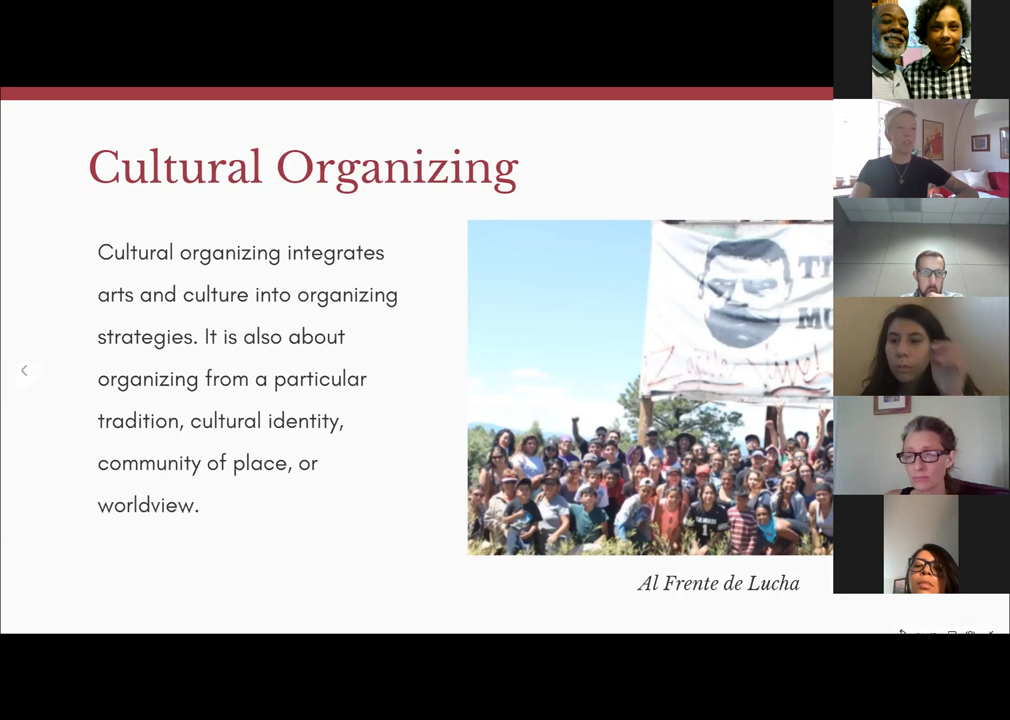 Cultural Organizing
Cultural organizing integrates
arts and culture into organizing
strategies. It is also about
organizing from a particular
tradition, cultural identity,
community of place, or
worldview.
Al Frente de Lucha